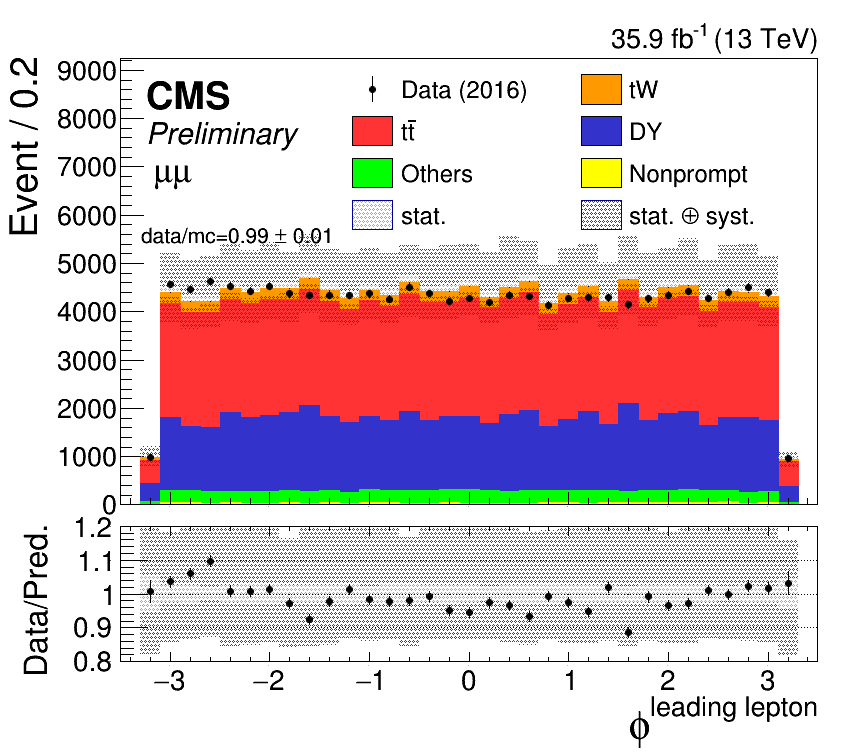 35.9 fb⁻¹ (13 TeV)
Event / 0.2
9000
8000
7000
6000
5000
4000
3000
2000
1000
0
CMS
Preliminary
μμ
data/mc=0.99 ± 0.01
Data (2016)
tW
tt̄
DY
Others
Nonprompt
stat.
stat. ⊕ syst.
Data/Pred.
1.2
1.1
1
0.9
0.8
−3 −2 −1 0 1 2 3
ϕ leading lepton